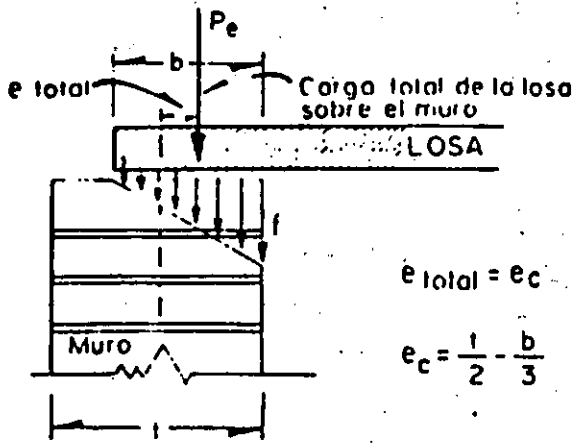 Pe
b
e total
Carga total de la losa
sobre el muro
LOSA
f
e total = ec
Muro
ec = t/2 - b/3
t